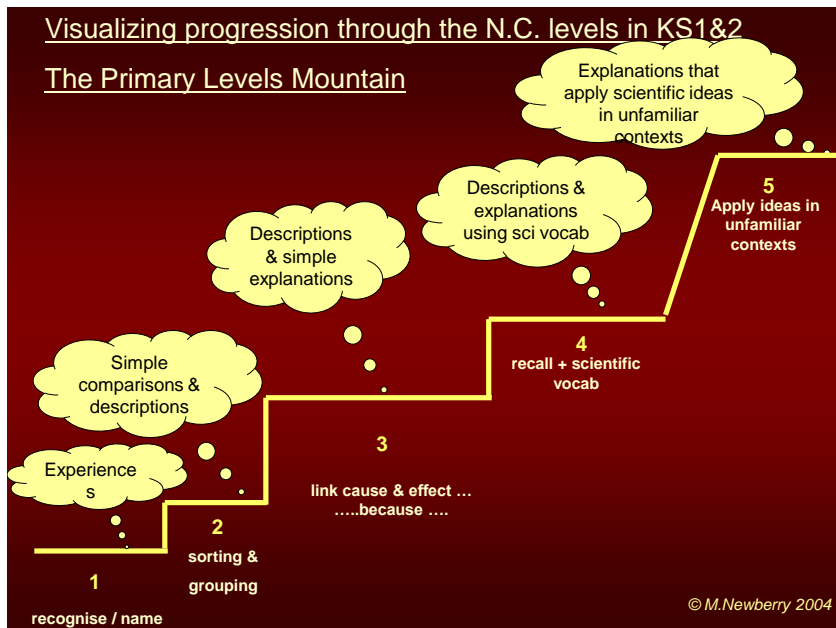 Visualizing progression through the N.C. levels in KS1&2
The Primary Levels Mountain
Explanations that
apply scientific ideas
in unfamiliar
contexts
5
Apply ideas in
unfamiliar
contexts
Descriptions &
explanations
using sci vocab
4
recall + scientific
vocab
Descriptions
& simple
explanations
3
link cause & effect …
…..because ….
Simple
comparisons &
descriptions
2
sorting &
grouping
Experience
s
1
recognise / name
© M.Newberry 2004